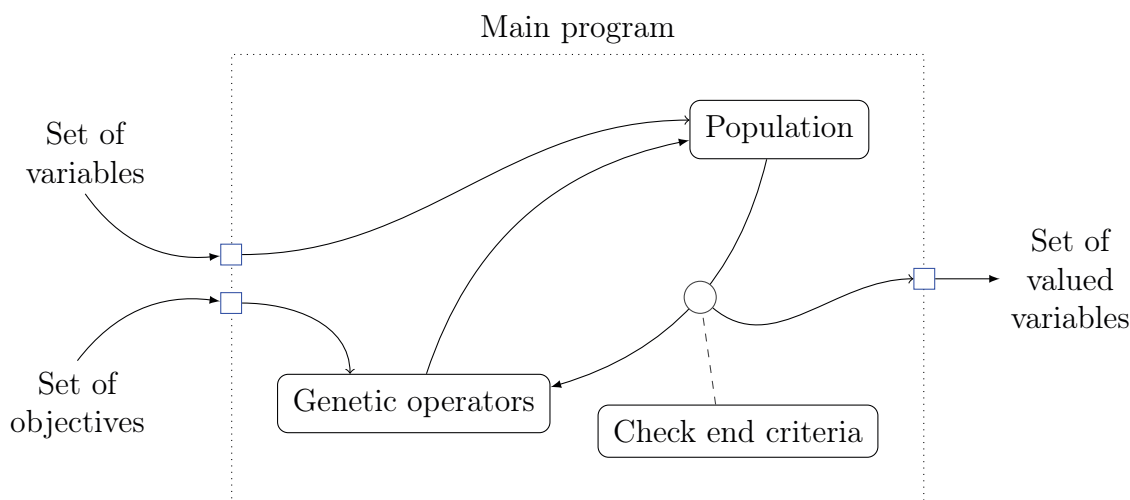 Main program
Set of
variables
Population
Set of
valued
variables
Set of
objectives
Genetic operators
Check end criteria